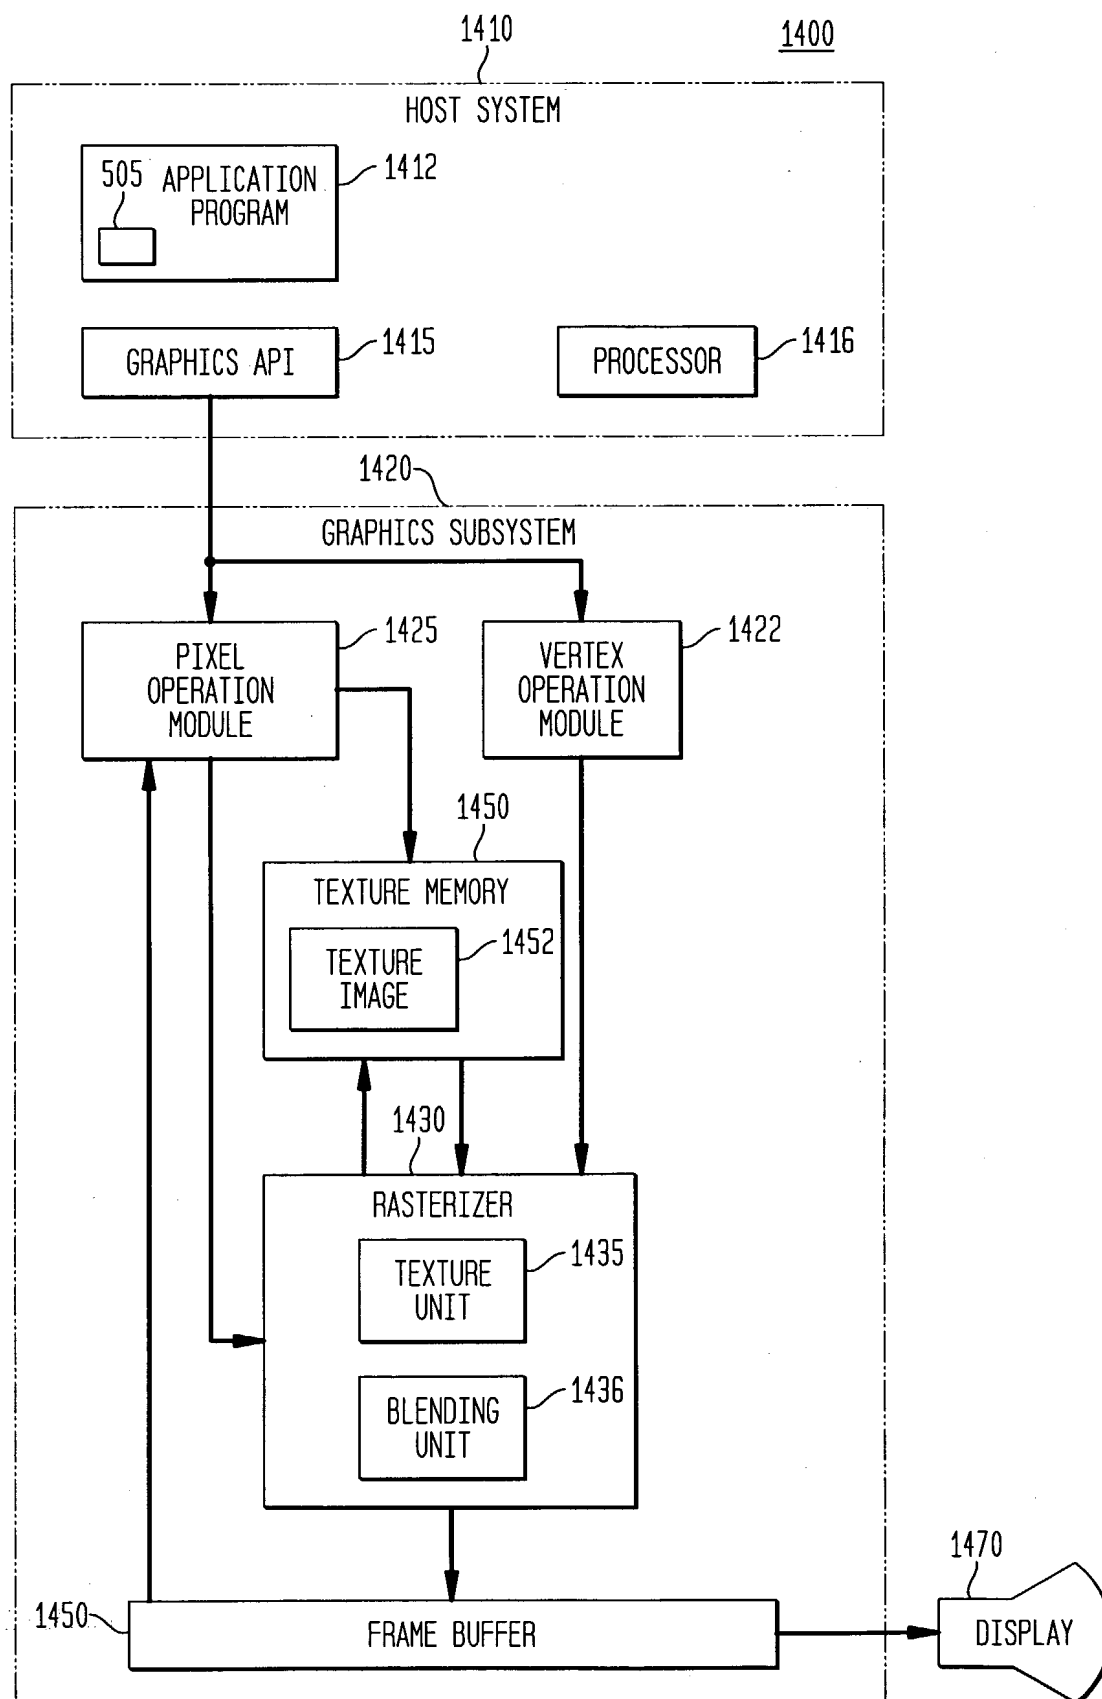 1410
1400
HOST SYSTEM
505
APPLICATION
PROGRAM
1412
GRAPHICS API
1415
PROCESSOR
1416
1420
GRAPHICS SUBSYSTEM
PIXEL
OPERATION
MODULE
1425
VERTEX
OPERATION
MODULE
1422
1450
TEXTURE MEMORY
TEXTURE
IMAGE
1452
1430
RASTERIZER
TEXTURE
UNIT
1435
BLENDING
UNIT
1436
1450
FRAME BUFFER
1470
DISPLAY